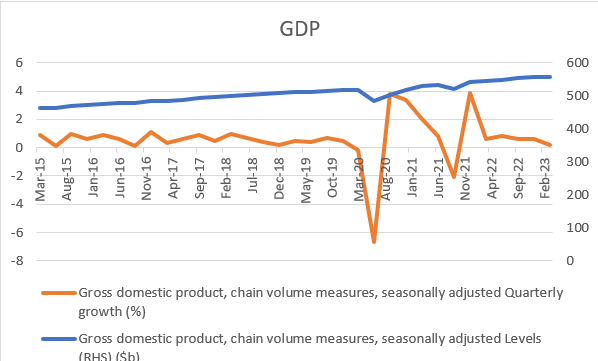 GDP
6
4
2
0
-2
-4
-6
-8
600
500
400
300
200
100
0
Mar-15
Aug-15
Jan-16
Jun-16
Nov-16
Apr-17
Sep-17
Feb-18
Jul-18
Dec-18
May-19
Oct-19
Mar-20
Aug-20
Jan-21
Jun-21
Nov-21
Apr-22
Sep-22
Feb-23
Gross domestic product, chain volume measures, seasonally adjusted Quarterly
growth (%)
Gross domestic product, chain volume measures, seasonally adjusted Levels
(RHS) ($b)